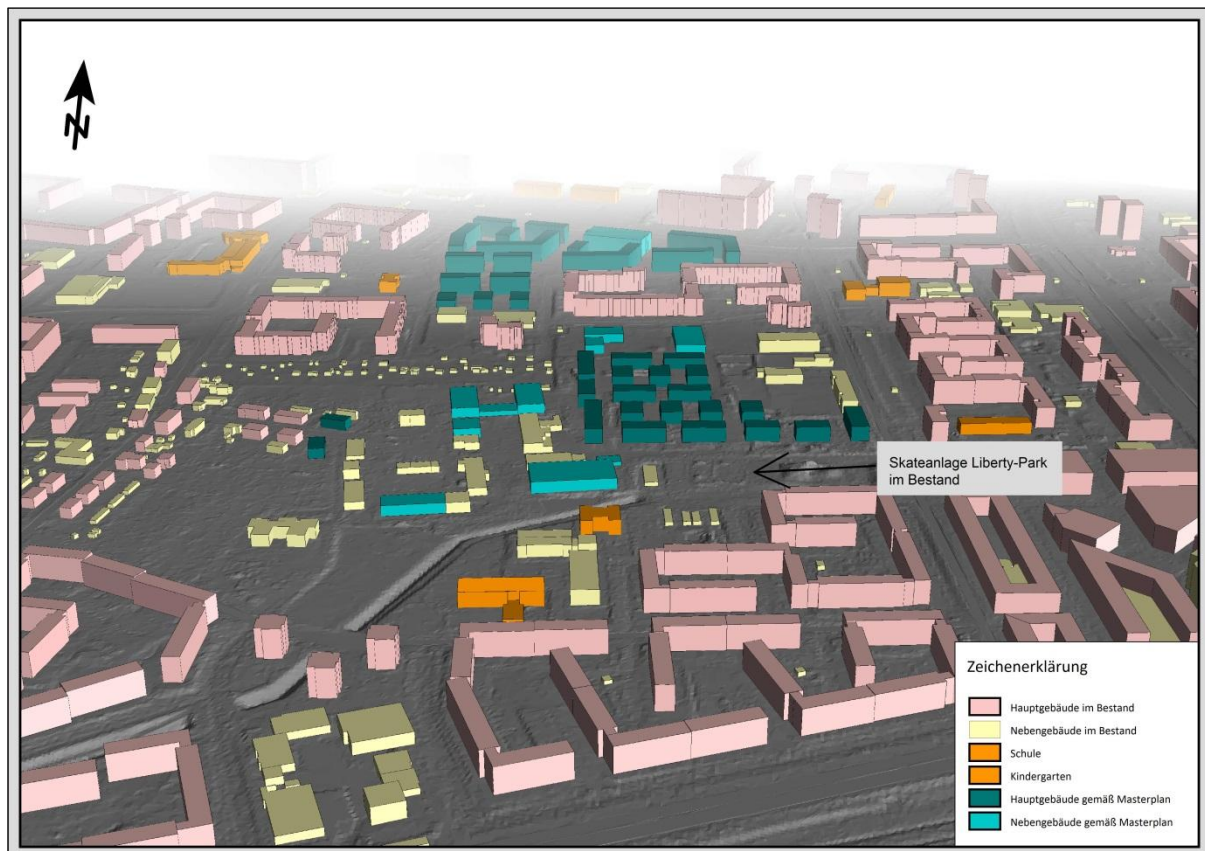 N
Skateanlage Liberty-Park
im Bestand
Zeichenerklärung
Hauptgebäude im Bestand
Nebengebäude im Bestand
Schule
Kindergarten
Hauptgebäude gemäß Masterplan
Nebengebäude gemäß Masterplan